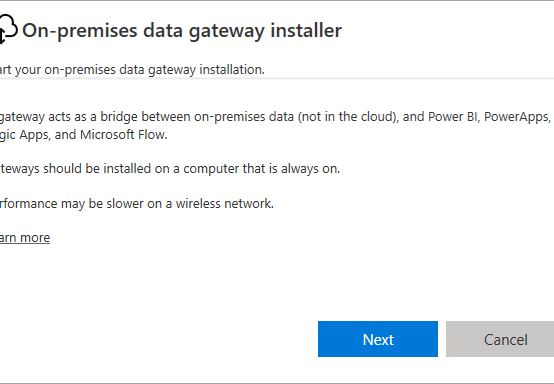 On-premises data gateway installer
art your on-premises data gateway installation.
gateway acts as a bridge between on-premises data (not in the cloud), and Power BI, PowerApps,
gic Apps, and Microsoft Flow.
teways should be installed on a computer that is always on.
rformance may be slower on a wireless network.
arn more
Next
Cancel